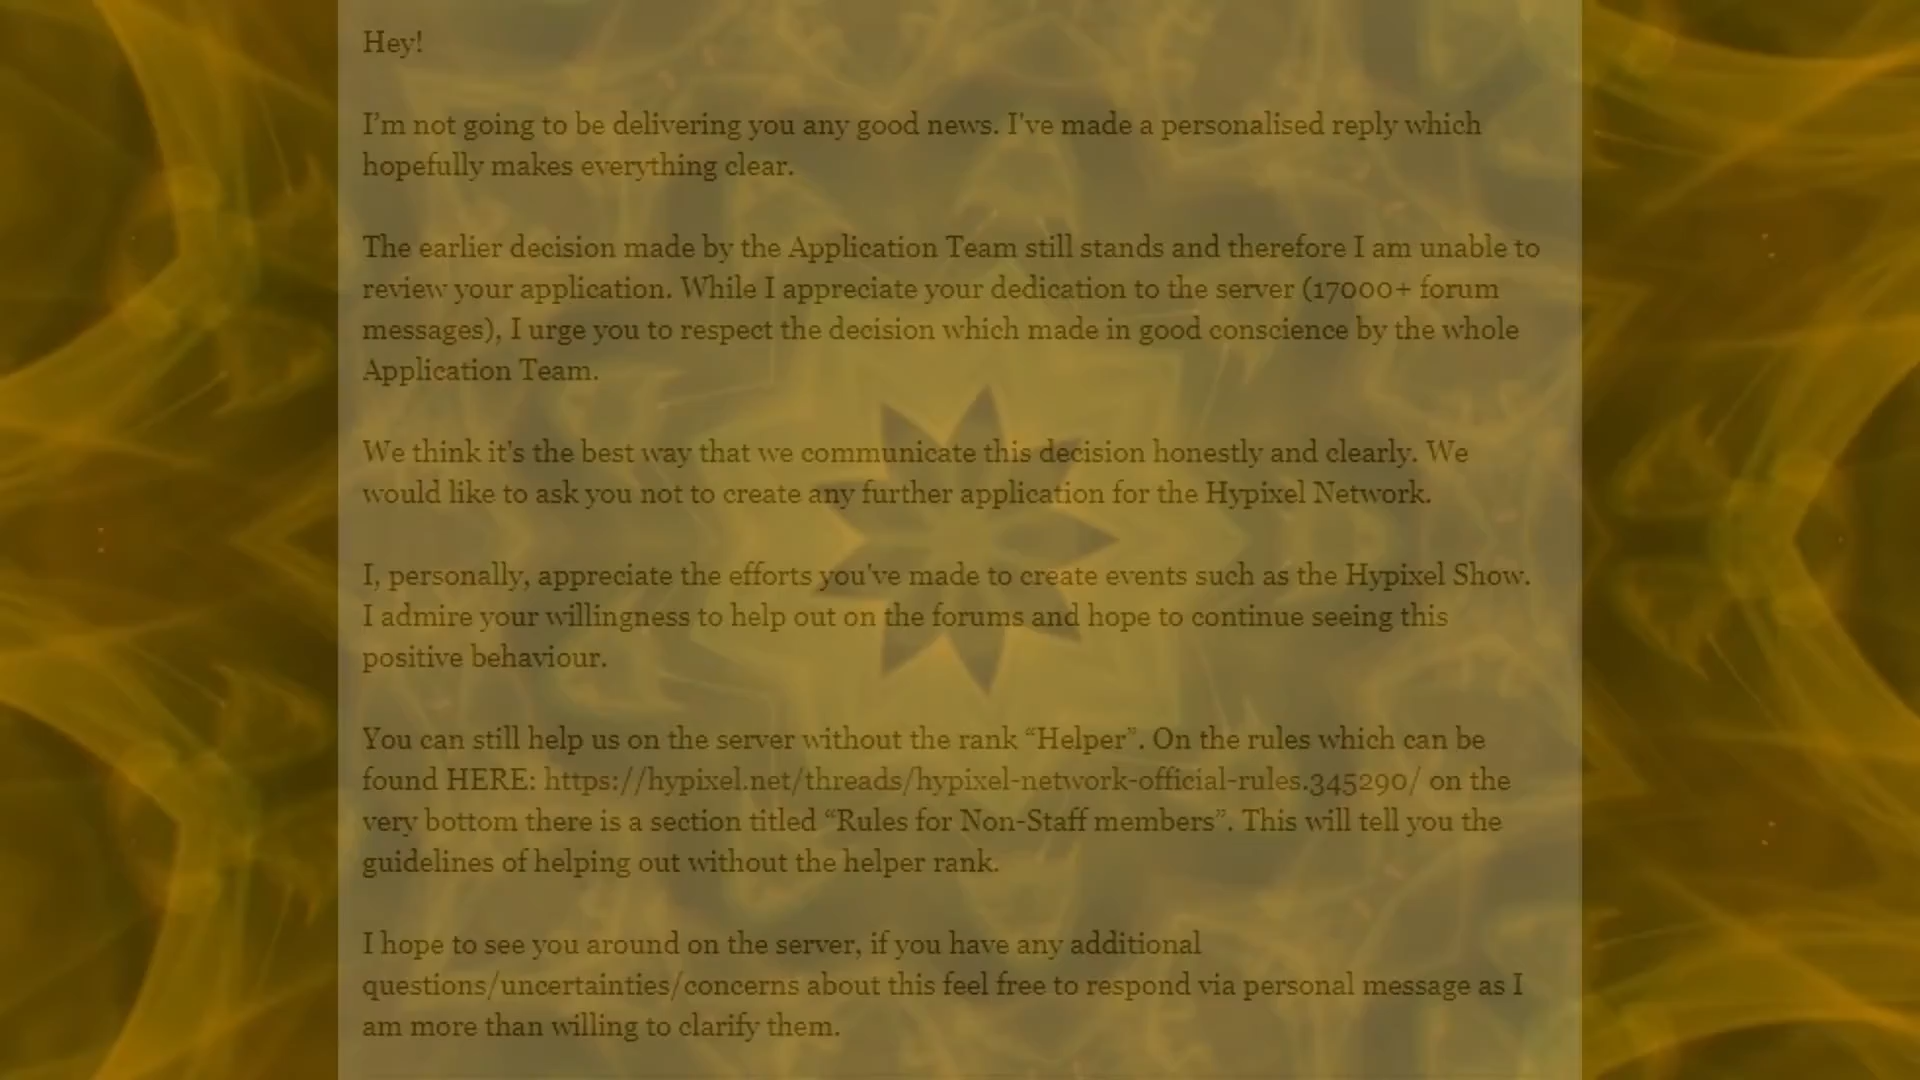 Hey!
I'm not going to be delivering you any good news. I've made a personalised reply which
hopefully makes everything clear.
The earlier decision made by the Application Team still stands and therefore I am unable to
review your application. While I appreciate your dedication to the server (17000+ forum
messages), I urge you to respect the decision which made in good conscience by the whole
Application Team.
We think it's the best way that we communicate this decision honestly and clearly. We
would like to ask you not to create any further application for the Hypixel Network.
I, personally, appreciate the efforts you've made to create events such as the Hypixel Show.
I admire your willingness to help out on the forums and hope to continue seeing this
positive behaviour.
You can still help us on the server without the rank “Helper”. On the rules which can be
found HERE: https://hypixel.net/threads/hypixel-network-official-rules.345290/ on the
very bottom there is a section titled “Rules for Non-Staff members”. This will tell you the
guidelines of helping out without the helper rank.
I hope to see you around on the server, if you have any additional
questions/uncertainties/concerns about this feel free to respond via personal message as I
am more than willing to clarify them.